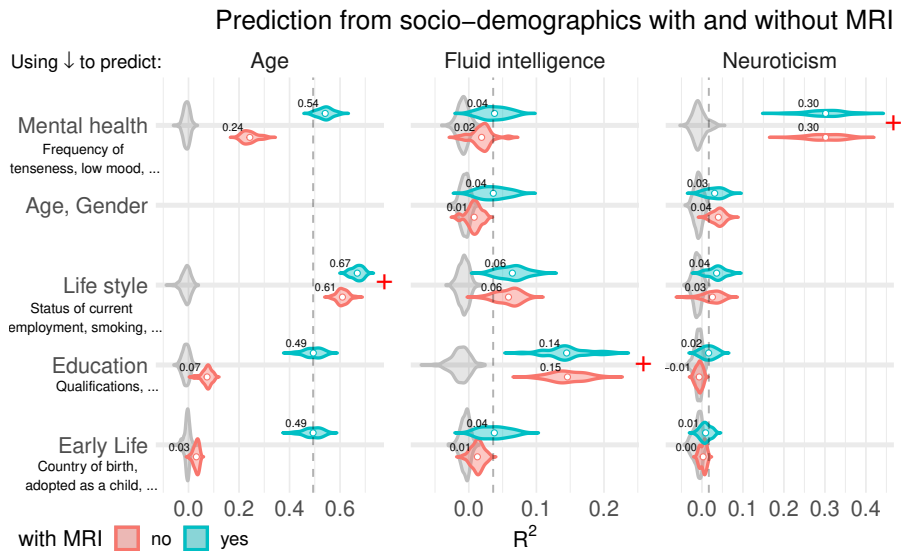 Prediction from socio−demographics with and without MRI
Using ↓ to predict:
Age
Fluid intelligence
Neuroticism
Mental health
Frequency of
tenseness, low mood, ...
0.54
0.24
0.04
0.02
0.30
0.30
+
Age, Gender
0.04
0.01
0.03
0.04
Life style
Status of current
employment, smoking, ...
0.67
0.61
+
0.06
0.06
0.04
0.03
Education
Qualifications, ...
0.49
0.07
0.14
0.15
+
0.02
−0.01
Early Life
Country of birth,
adopted as a child, ...
0.49
0.03
0.04
0.01
0.01
0.00
0.0 0.2 0.4 0.6
0.0 0.1 0.2
0.0 0.1 0.2 0.3 0.4
with MRI no yes
R²